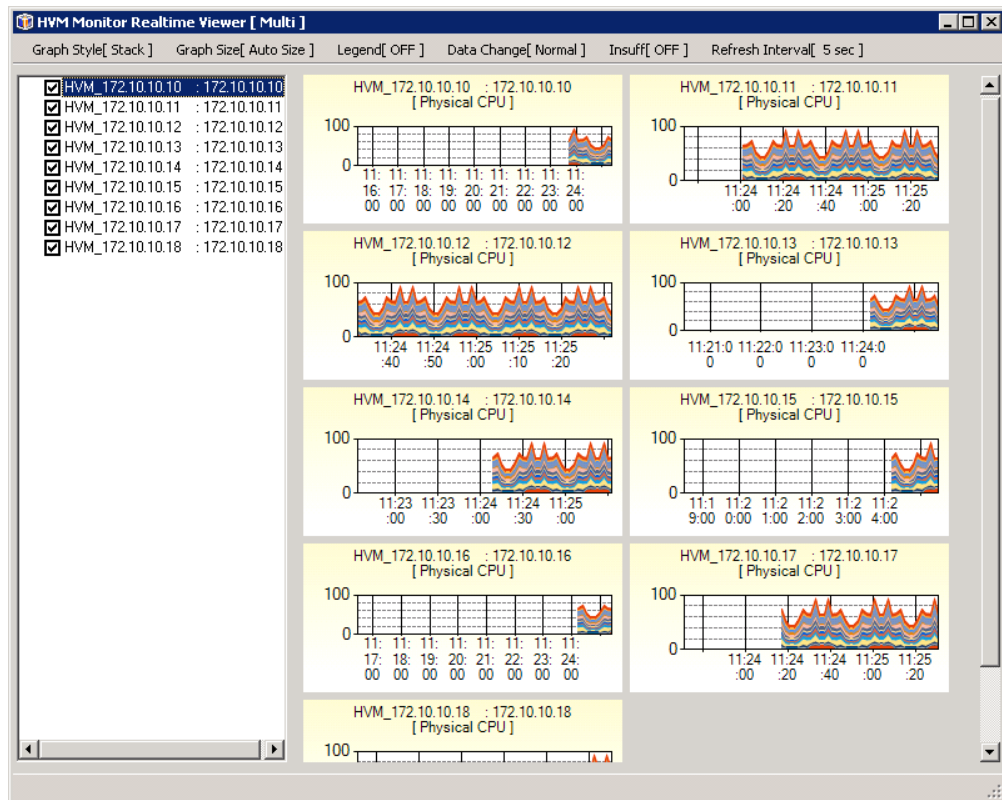 HVM Monitor Realtime Viewer [ Multi ]
Graph Style[ Stack ] Graph Size[ Auto Size ] Legend[ OFF ] Data Change[ Normal ] Insuff[ OFF ] Refresh Interval[ 5 sec ]
HVM_172.10.10.10 : 172.10.10.10
HVM_172.10.10.11 : 172.10.10.11
HVM_172.10.10.12 : 172.10.10.12
HVM_172.10.10.13 : 172.10.10.13
HVM_172.10.10.14 : 172.10.10.14
HVM_172.10.10.15 : 172.10.10.15
HVM_172.10.10.16 : 172.10.10.16
HVM_172.10.10.17 : 172.10.10.17
HVM_172.10.10.18 : 172.10.10.18
HVM_172.10.10.10 : 172.10.10.10
[ Physical CPU ]
100
0
11: 11: 11: 11: 11: 11: 11: 11:
16: 17: 18: 19: 20: 21: 22: 23: 24:
00 00 00 00 00 00 00 00 00
HVM_172.10.10.11 : 172.10.10.11
[ Physical CPU ]
100
0
11:24 11:24 11:24 11:25 11:25
:00 :20 :40 :00 :20
HVM_172.10.10.12 : 172.10.10.12
[ Physical CPU ]
100
0
11:24 11:24 11:25 11:25 11:25
:40 :50 :00 :10 :20
HVM_172.10.10.13 : 172.10.10.13
[ Physical CPU ]
100
0
11:21:0 11:22:0 11:23:0 11:24:0
0 0 0 0
HVM_172.10.10.14 : 172.10.10.14
[ Physical CPU ]
100
0
11:23 11:23 11:24 11:24 11:25
:00 :30 :00 :30 :00
HVM_172.10.10.15 : 172.10.10.15
[ Physical CPU ]
100
0
11:1 11:2 11:2 11:2 11:2 11:2
9:00 0:00 1:00 2:00 3:00 4:00
HVM_172.10.10.16 : 172.10.10.16
[ Physical CPU ]
100
0
11: 11: 11: 11: 11: 11: 11: 11:
17: 18: 19: 20: 21: 22: 23: 24:
00 00 00 00 00 00 00 00
HVM_172.10.10.17 : 172.10.10.17
[ Physical CPU ]
100
0
11:24 11:24 11:24 11:25 11:25
:00 :20 :40 :00 :20
HVM_172.10.10.18 : 172.10.10.18
[ Physical CPU ]
100